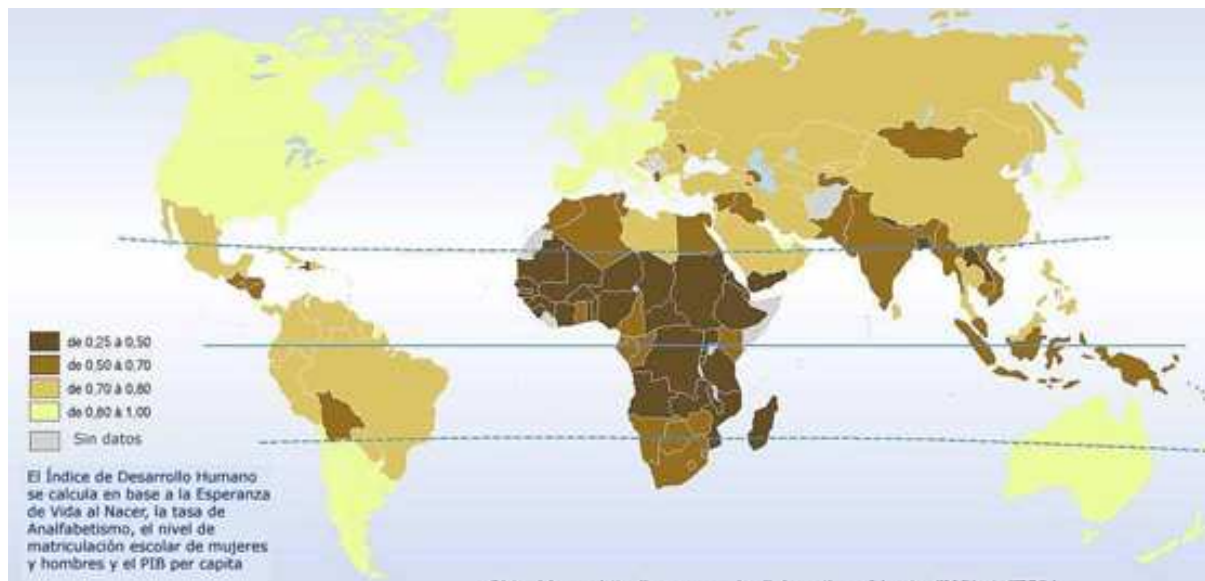 de 0,25 à 0,50
de 0,50 à 0,70
de 0,70 à 0,80
de 0,80 à 1.00
Sin datos
El Índice de Desarrollo Humano
se calcula en base a la Esperanza
de Vida al Nacer, la tasa de
Analfabetismo, el nivel de
matriculación escolar de mujeres
y hombres y el PIB per capita